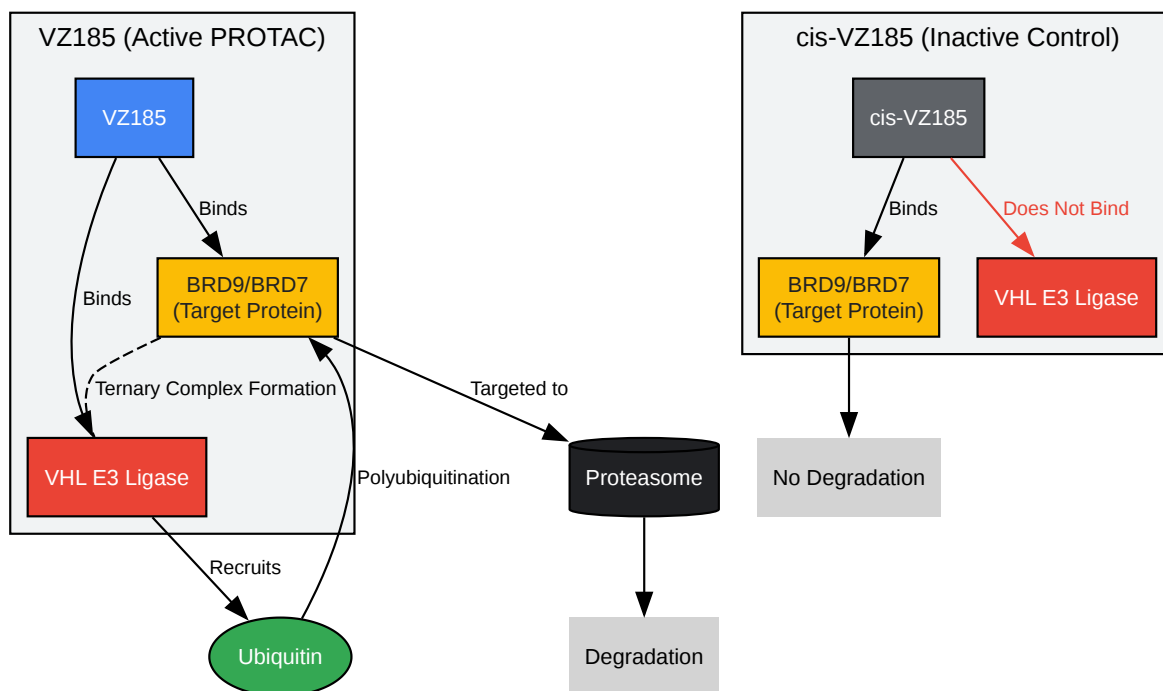 VZ185 (Active PROTAC)
VZ185
Binds
Binds
BRD9/BRD7
(Target Protein)
Ternary Complex Formation
VHL E3 Ligase
Recruits
Ubiquitin
Polyubiquitination
Targeted to
Proteasome
Degradation
cis-VZ185 (Inactive Control)
cis-VZ185
Binds
Does Not Bind
BRD9/BRD7
(Target Protein)
VHL E3 Ligase
No Degradation